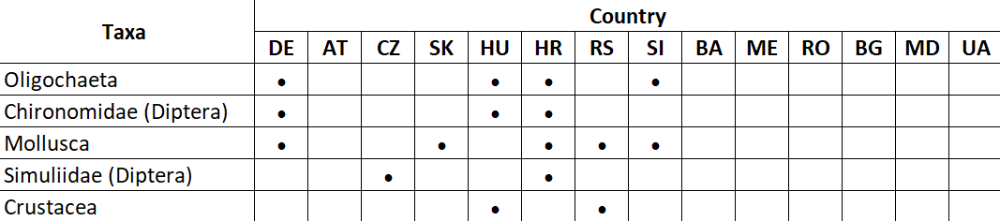 Taxa Country
DE AT CZ SK HU HR RS SI BA ME RO BG MD UA
Oligochaeta • • • •
Chironomidae (Diptera) • • •
Mollusca • • • • •
Simuliidae (Diptera) • •
Crustacea • •